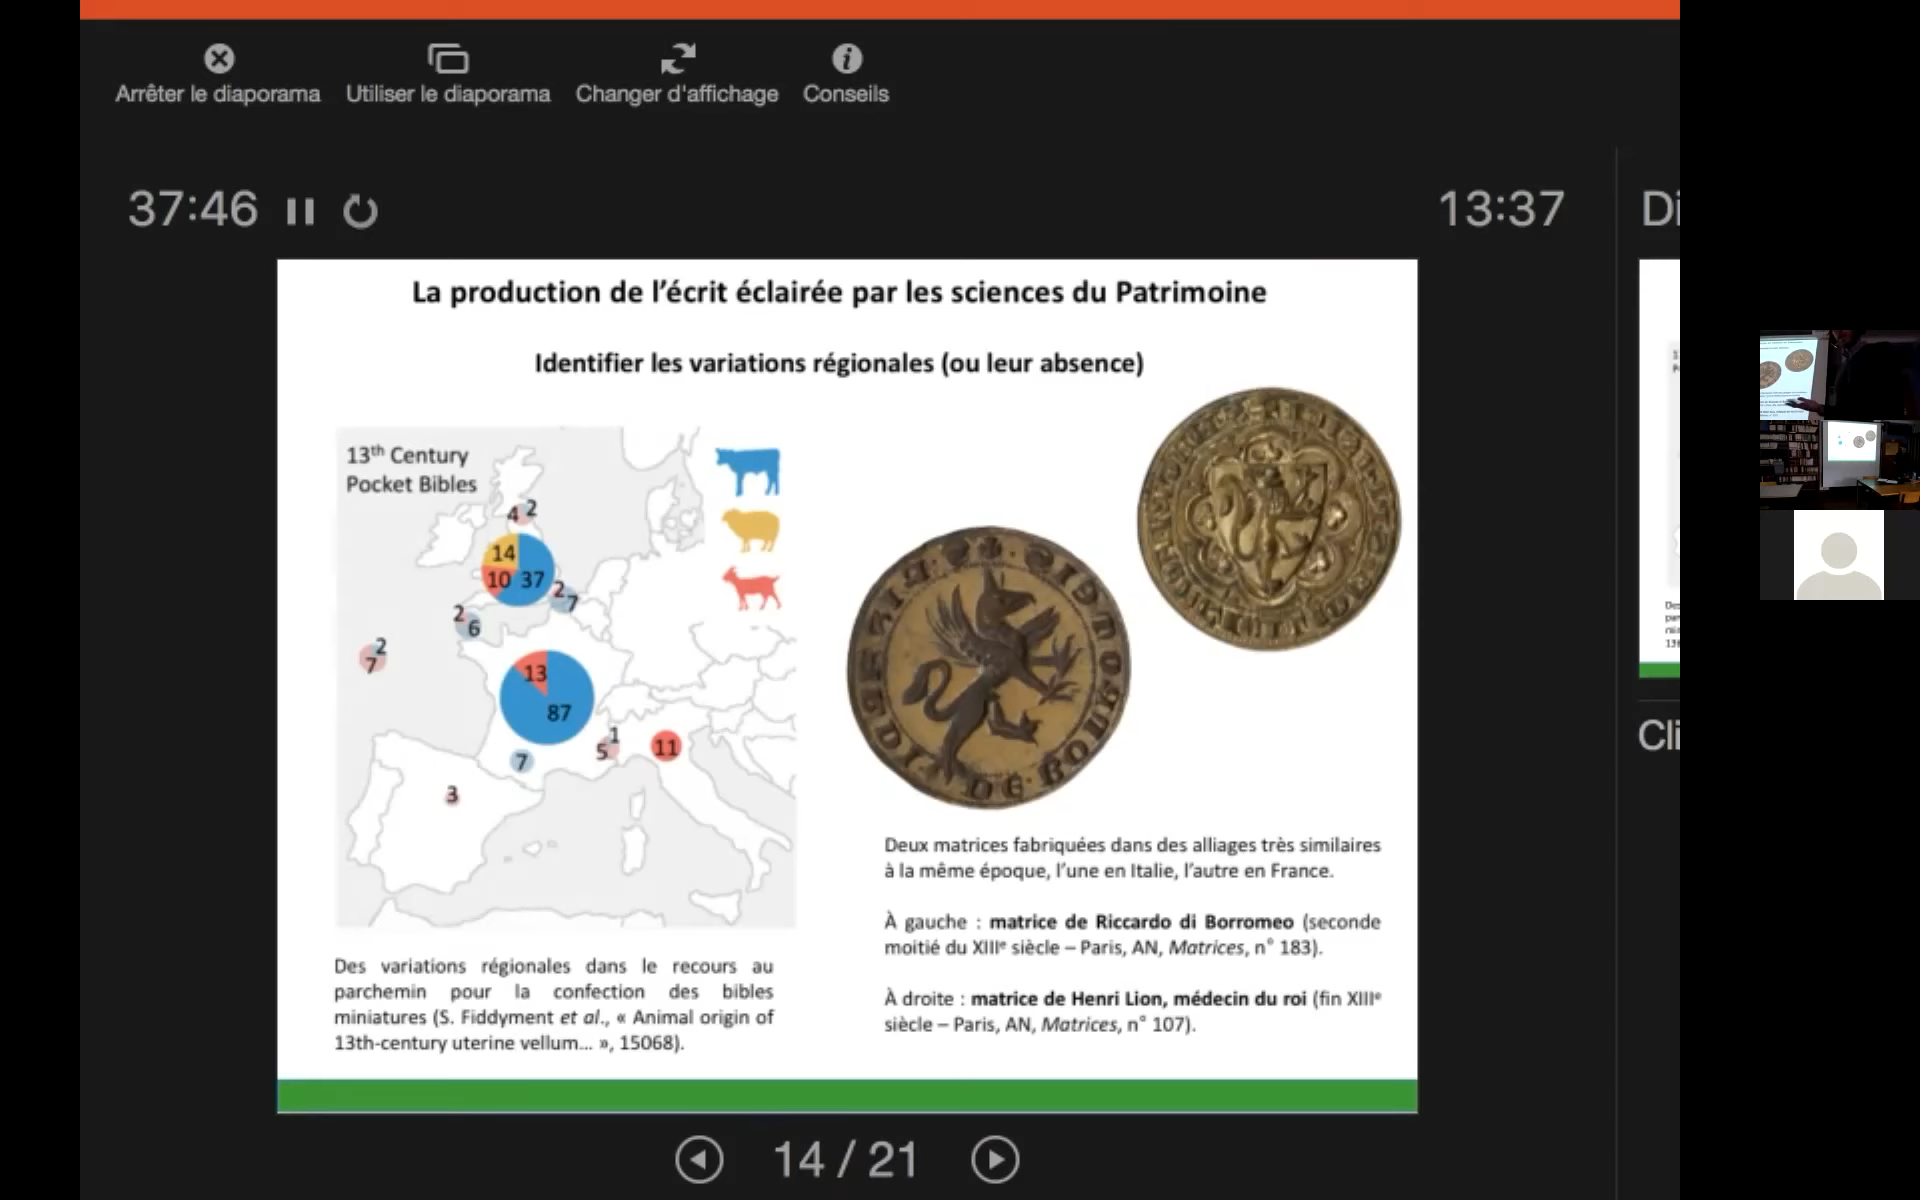 Arrêter le diaporama
Utiliser le diaporama
Changer d'affichage
Conseils
37:46
13:37
Di
La production de l'écrit éclairée par les sciences du Patrimoine
Identifier les variations régionales (ou leur absence)
13th Century
Pocket Bibles
4 2
14
10 37
2
7
2
6
2
7
13
87
1
5
11
7
3
DE BOURO
Des variations régionales dans le recours au
parchemin pour la confection des bibles
miniatures (S. Fiddyment et al., « Animal origin of
13th-century uterine vellum... », 15068).
Deux matrices fabriquées dans des alliages très similaires
à la même époque, l'une en Italie, l'autre en France.
À gauche : matrice de Riccardo di Borromeo (seconde
moitié du XIIIe siècle – Paris, AN, Matrices, n° 183).
À droite : matrice de Henri Lion, médecin du roi (fin XIIIe
siècle – Paris, AN, Matrices, n° 107).
Cli
14 / 21